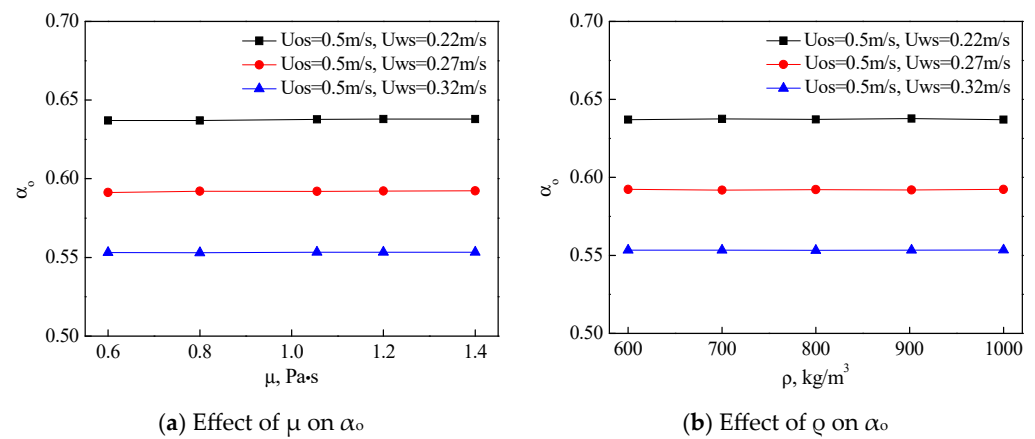 0.70
0.65
0.60
0.55
0.50
αₒ
Uos=0.5m/s, Uws=0.22m/s
Uos=0.5m/s, Uws=0.27m/s
Uos=0.5m/s, Uws=0.32m/s
0.6 0.8 1.0 1.2 1.4
μ, Pa•s
(a) Effect of μ on αₒ
0.70
0.65
0.60
0.55
0.50
αₒ
Uos=0.5m/s, Uws=0.22m/s
Uos=0.5m/s, Uws=0.27m/s
Uos=0.5m/s, Uws=0.32m/s
600 700 800 900 1000
ρ, kg/m³
(b) Effect of ϱ on αₒ